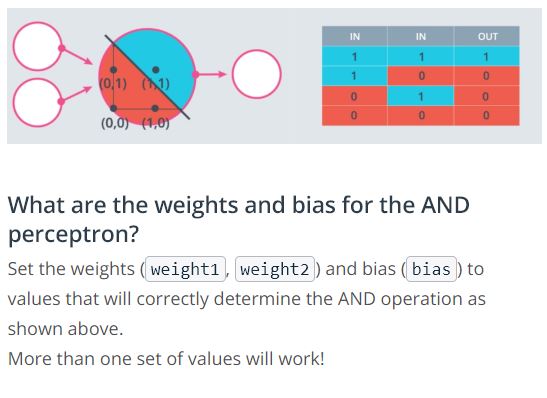 IN IN OUT
1 1 1
1 0 0
0 1 0
0 0 0
(0,1) (1,1)
(0,0) (1,0)
What are the weights and bias for the AND
perceptron?
Set the weights (weight1, weight2) and bias (bias) to
values that will correctly determine the AND operation as
shown above.
More than one set of values will work!